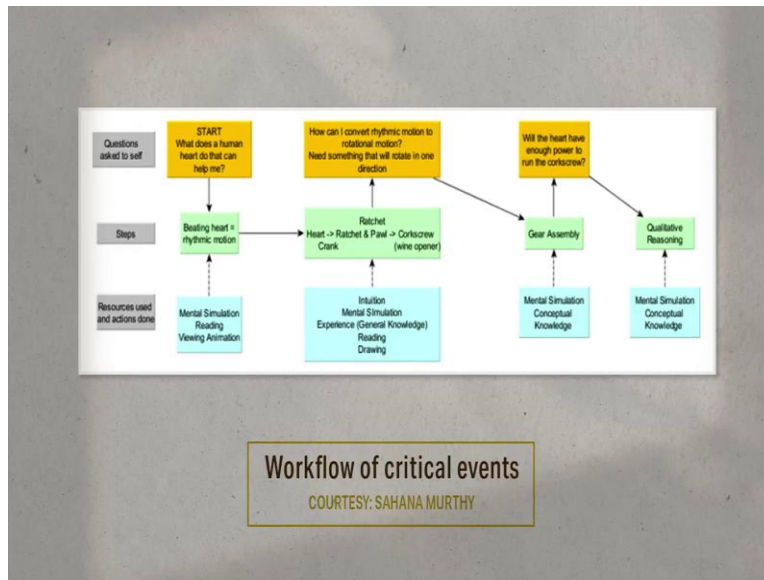 Questions
asked to self
START
What does a human
heart do that can
help me?
How can I convert rhythmic motion to
rotational motion?
Need something that will rotate in one
direction
Will the heart have
enough power to
run the corkscrew?
Steps
Beating heart =
rhythmic motion
Ratchet
Heart -> Ratchet & Pawl -> Corkscrew
Crank (wine opener)
Gear Assembly
Qualitative
Reasoning
Resources used
and actions done
Mental Simulation
Reading
Viewing Animation
Intuition
Mental SImulation
Experience (General Knowledge)
Reading
Drawing
Mental Simulation
Conceptual
Knowledge
Mental Simulation
Conceptual
Knowledge
Workflow of critical events
COURTESY: SAHANA MURTHY